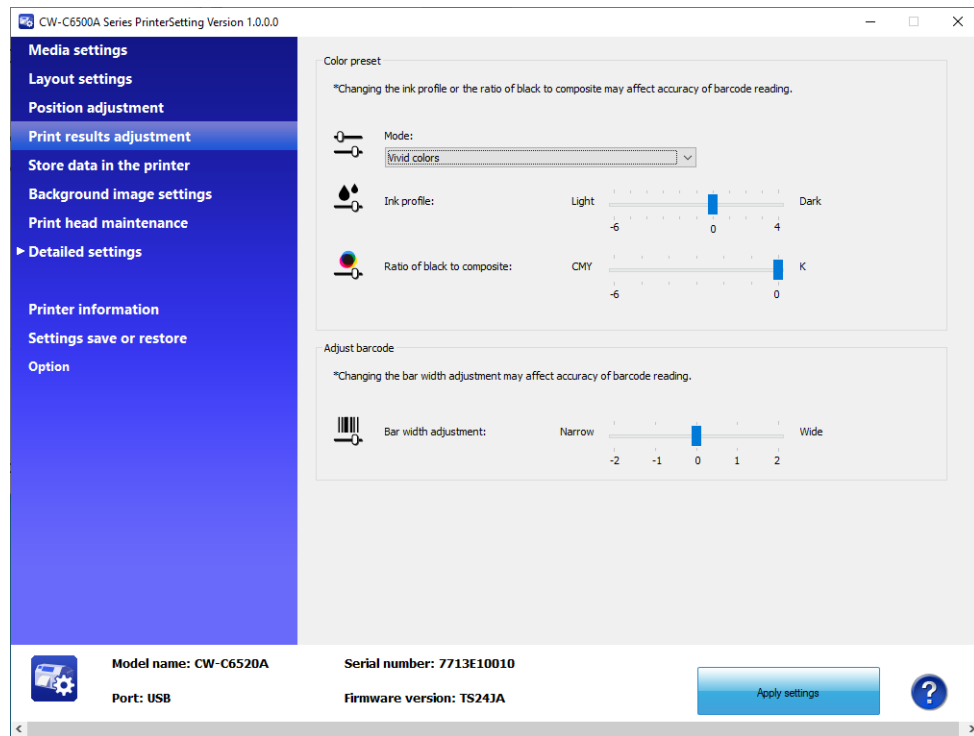 CW-C6500A Series PrinterSetting Version 1.0.0.0
Media settings
Layout settings
Position adjustment
Print results adjustment
Store data in the printer
Background image settings
Print head maintenance
Detailed settings
Printer information
Settings save or restore
Option
Color preset
*Changing the ink profile or the ratio of black to composite may affect accuracy of barcode reading.
Mode:
Vivid colors
Ink profile: Light Dark
-6 0 4
Ratio of black to composite: CMY K
-6 0
Adjust barcode
*Changing the bar width adjustment may affect accuracy of barcode reading.
Bar width adjustment: Narrow Wide
-2 -1 0 1 2
Model name: CW-C6520A Serial number: 7713E10010
Port: USB Firmware version: TS24JA
Apply settings
?